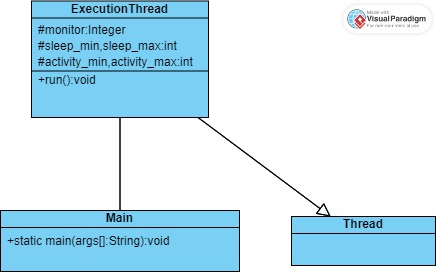 ExecutionThread
#monitor:Integer
#sleep_min,sleep_max:int
#activity_min,activity_max:int
+run():void
Made with
Visual Paradigm
For non-commercial use
Main
+static main(args[]:String):void
Thread